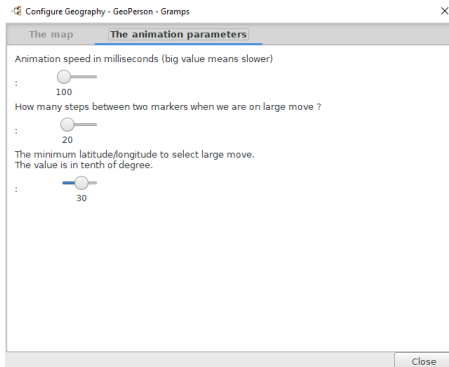 Configure Geography - GeoPerson - Gramps
The map The animation parameters
Animation speed in milliseconds (big value means slower)
:
100
How many steps between two markers when we are on large move ?
:
20
The minimum latitude/longitude to select large move.
The value is in tenth of degree.
:
30
Close